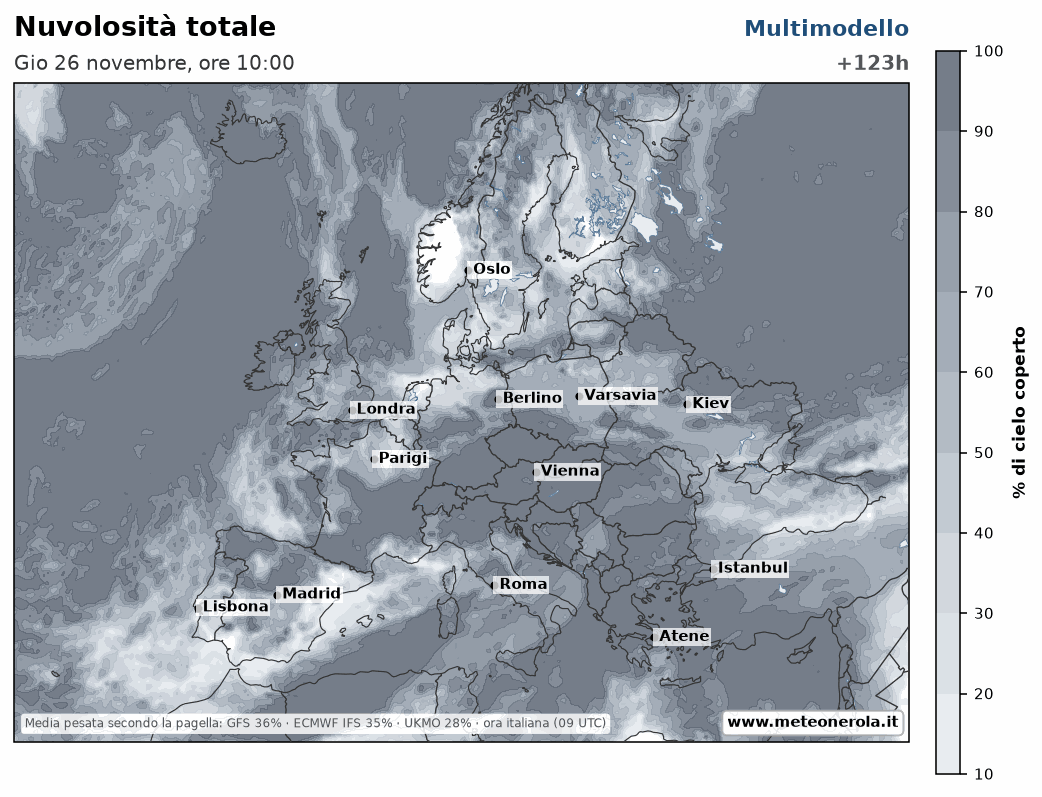 Nuvolosità totale
Multimodello
Gio 26 novembre, ore 10:00
+123h
100
90
80
70
60
50
40
30
20
10
% di cielo coperto
Oslo
Berlino
Varsavia
Kiev
Londra
Parigi
Vienna
Istanbul
Roma
Madrid
Lisbona
Atene
Media pesata secondo la pagella: GFS 36% · ECMWF IFS 35% · UKMO 28% · ora italiana (09 UTC)
www.meteonerola.it